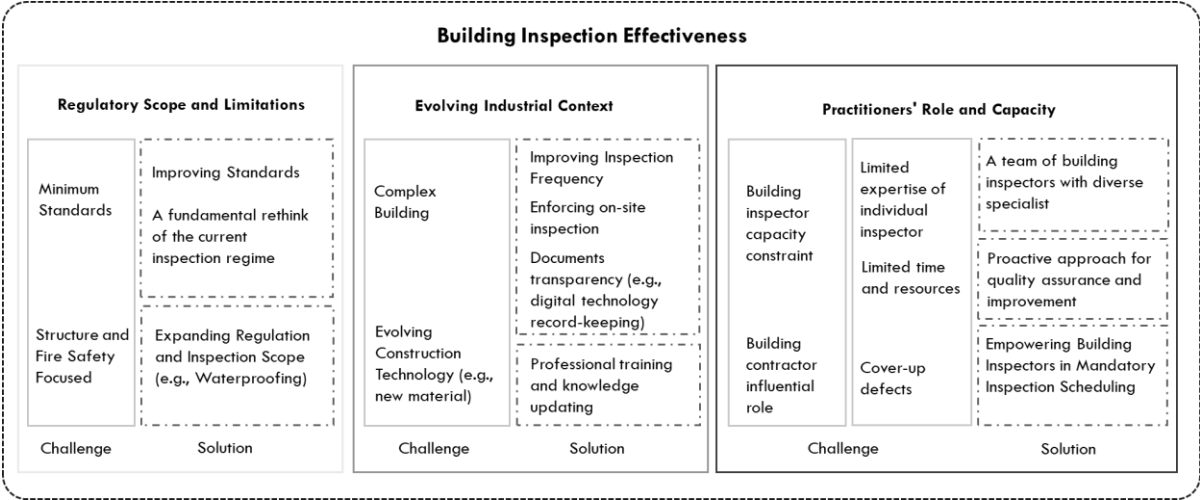 Building Inspection Effectiveness
Regulatory Scope and Limitations
Minimum
Standards
Structure and
Fire Safety
Focused
Challenge
Improving Standards
A fundamental rethink
of the current
inspection regime
Expanding Regulation
and Inspection Scope
(e.g., Waterproofing)
Solution
Evolving Industrial Context
Complex
Building
Evolving
Construction
Technology (e.g.,
new material)
Challenge
Improving Inspection
Frequency
Enforcing on-site
inspection
Documents
transparency (e.g.,
digital technology
record-keeping)
Professional training
and knowledge
updating
Solution
Practitioners' Role and Capacity
Building
inspector
capacity
constraint
Building
contractor
influential
role
Limited
expertise of
individual
inspector
Limited time
and resources
Cover-up
defects
Challenge
A team of building
inspectors with diverse
specialist
Proactive approach for
quality assurance and
improvement
Empowering Building
Inspectors in Mandatory
Inspection Scheduling
Solution